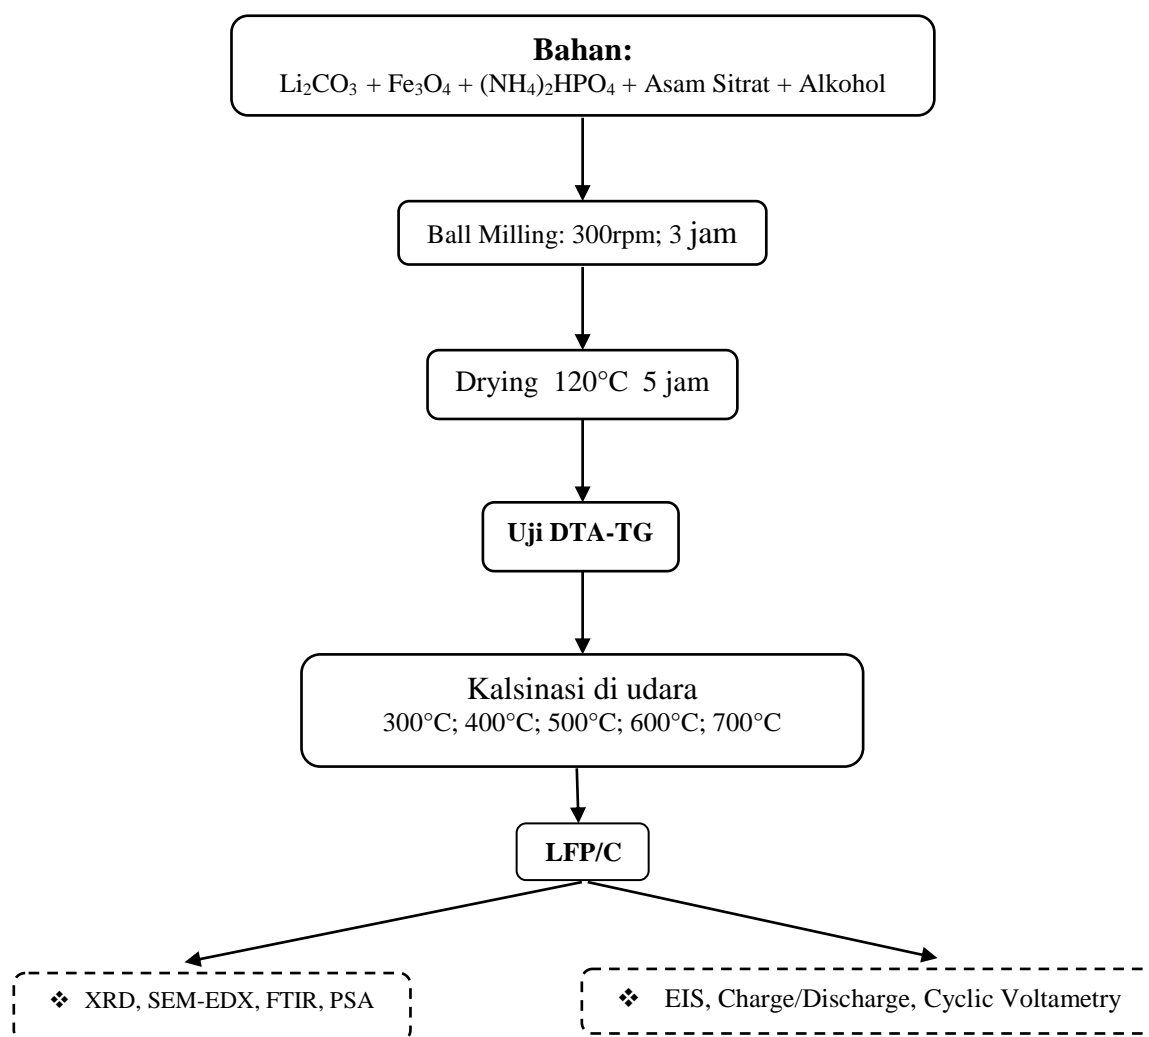 Bahan:
Li₂CO₃ + Fe₃O₄ + (NH₄)₂HPO₄ + Asam Sitrat + Alkohol
Ball Milling: 300rpm; 3 jam
Drying 120°C 5 jam
Uji DTA-TG
Kalsinasi di udara
300°C; 400°C; 500°C; 600°C; 700°C
LFP/C
❖ XRD, SEM-EDX, FTIR, PSA
❖ EIS, Charge/Discharge, Cyclic Voltametry